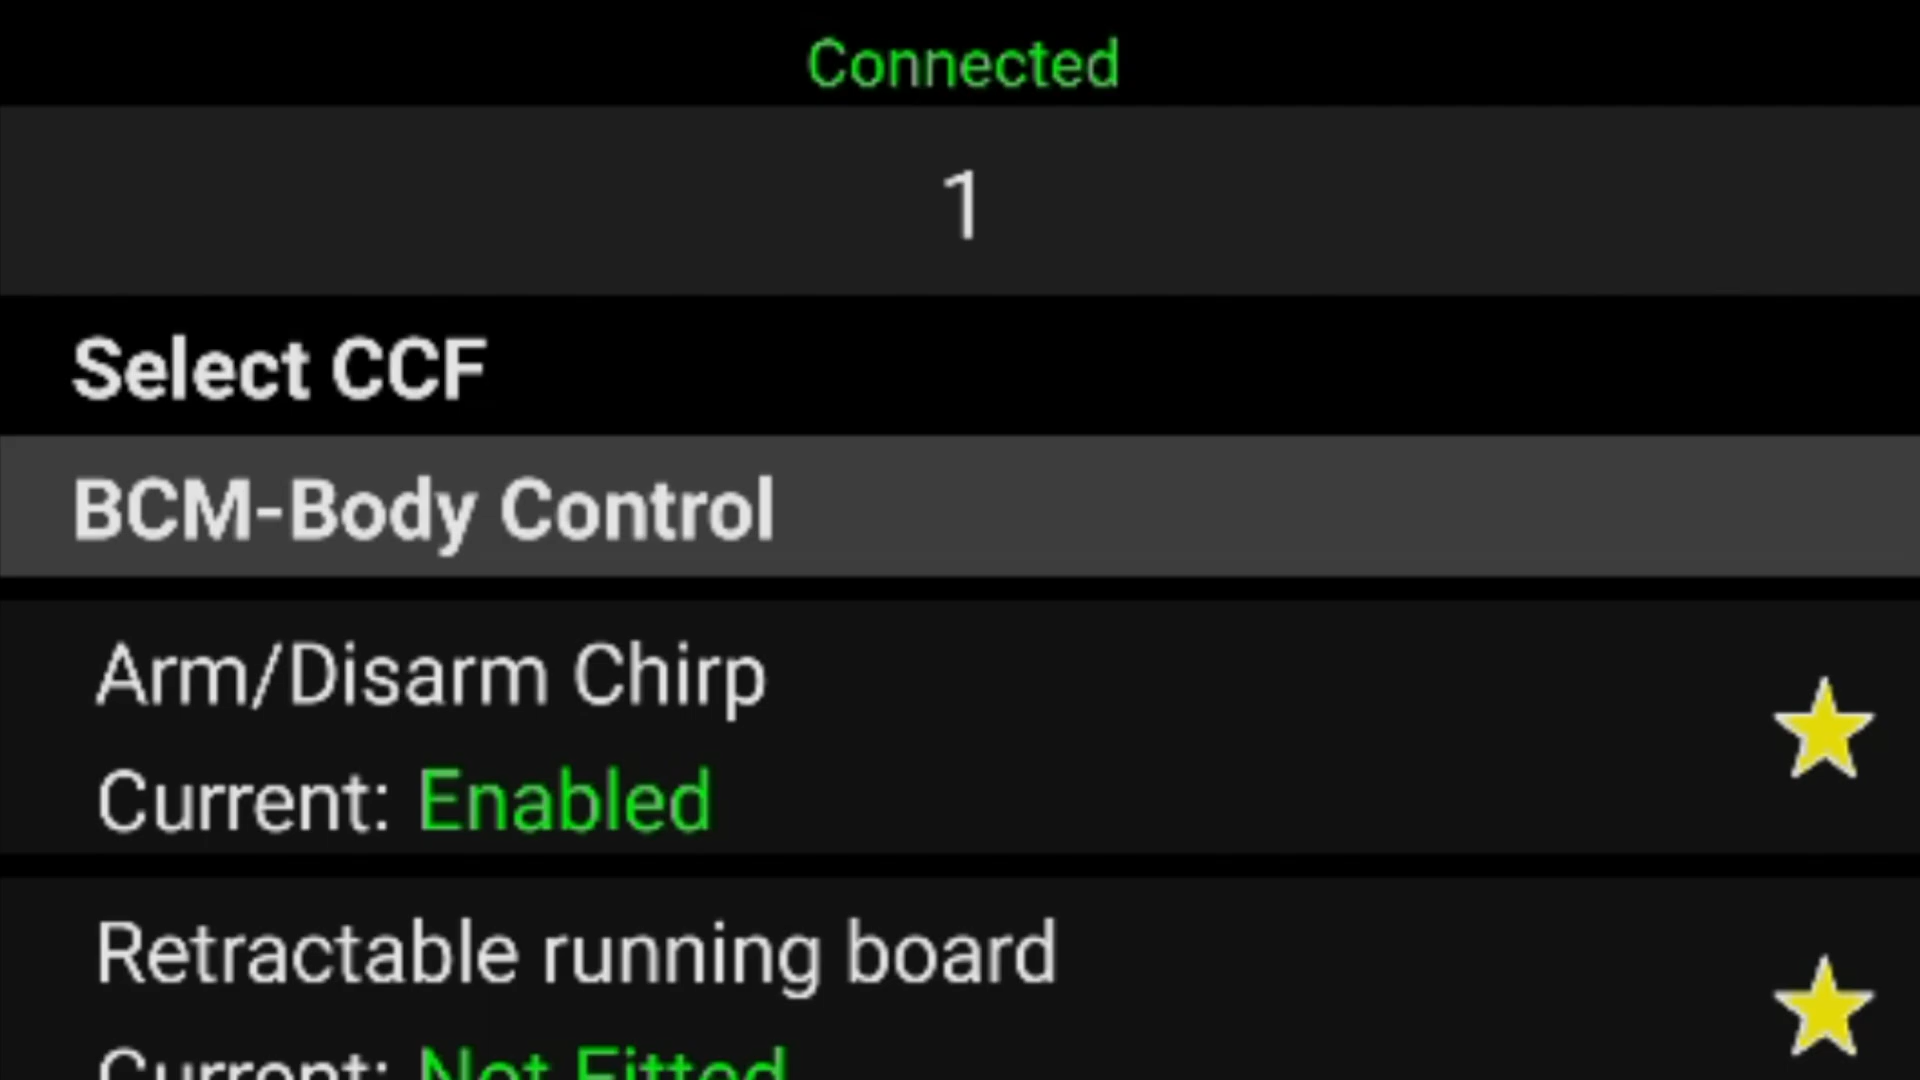 Connected
1
Select CCF
BCM-Body Control
Arm/Disarm Chirp
Current: Enabled
Retractable running board
Current: Not Fitted